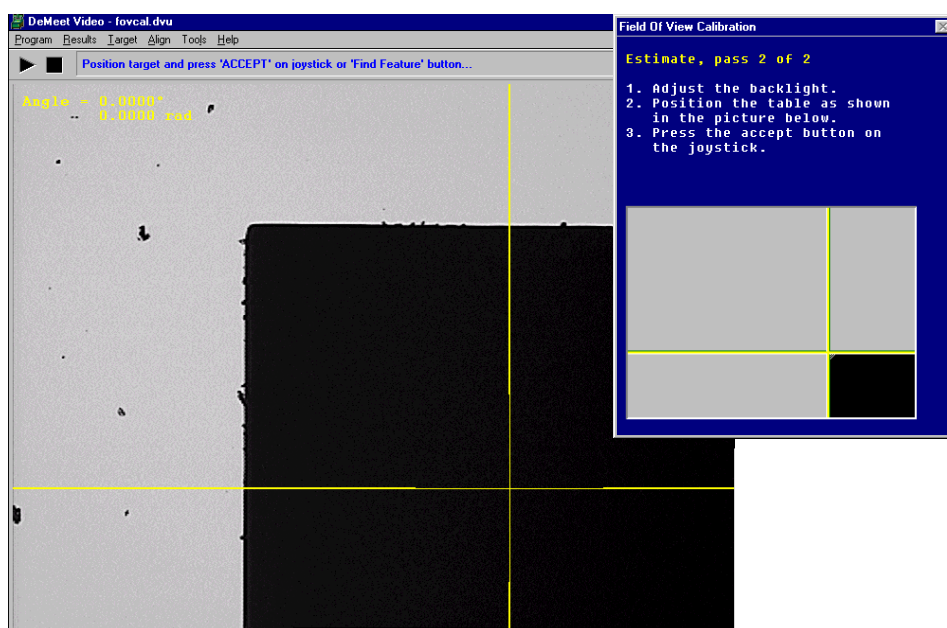 DeMeet Video - fovcal.dvu
Program Results Target Align Tools Help
Position target and press 'ACCEPT' on joystick or 'Find Feature' button...
Angle = 0.0000°
0.0000 rad
Field Of View Calibration
Estimate, pass 2 of 2
1. Adjust the backlight.
2. Position the table as shown
in the picture below.
3. Press the accept button on
the joystick.